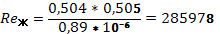 Reж = 0,504 * 0,505 / 0,89 * 10⁻⁶ = 285978